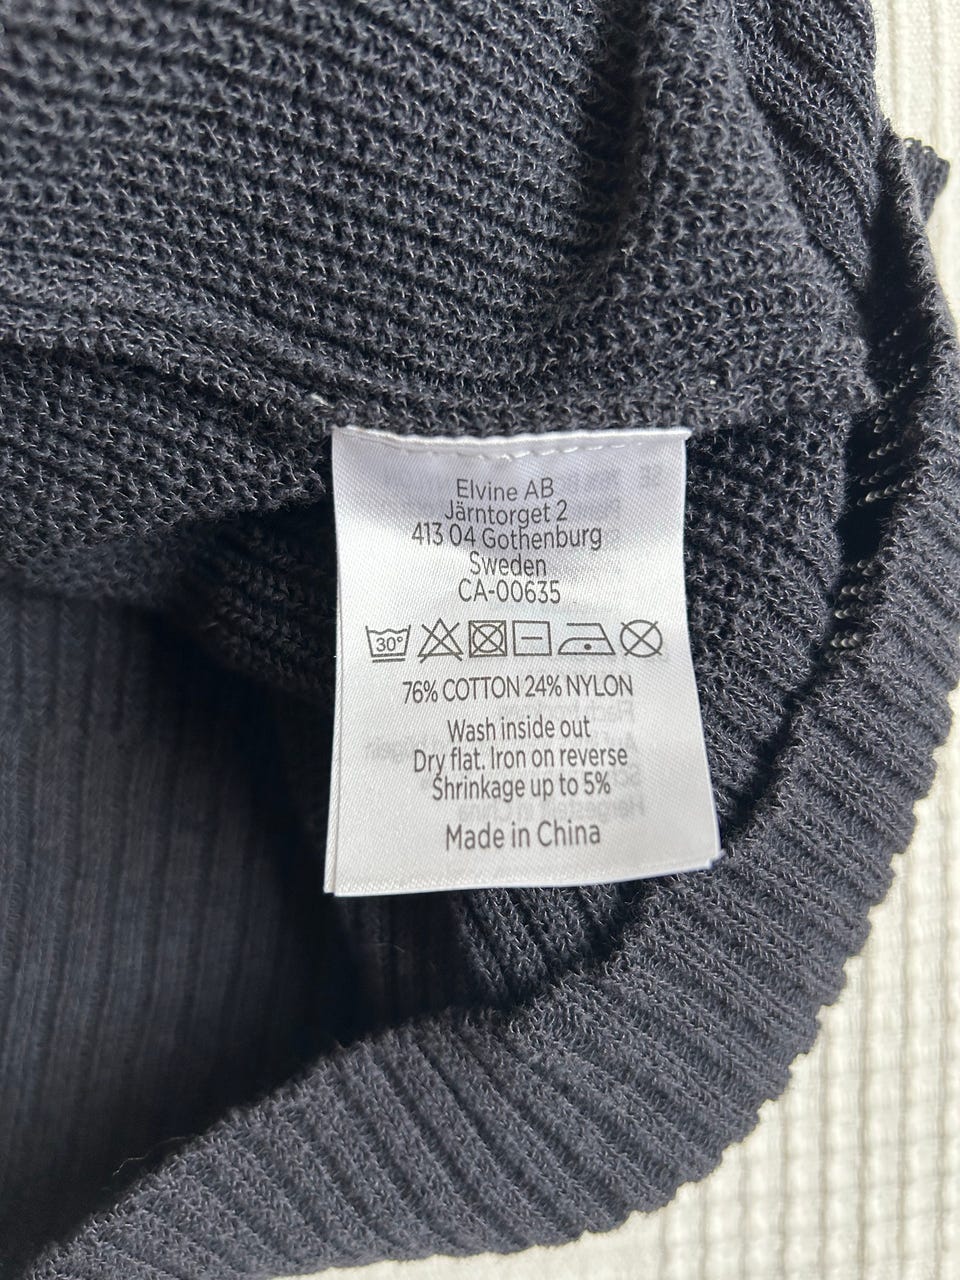 Elvine AB
Järntorget 2
413 04 Gothenburg
Sweden
CA-00635
30°
76% COTTON 24% NYLON
Wash inside out
Dry flat. Iron on reverse
Shrinkage up to 5%
Made in China